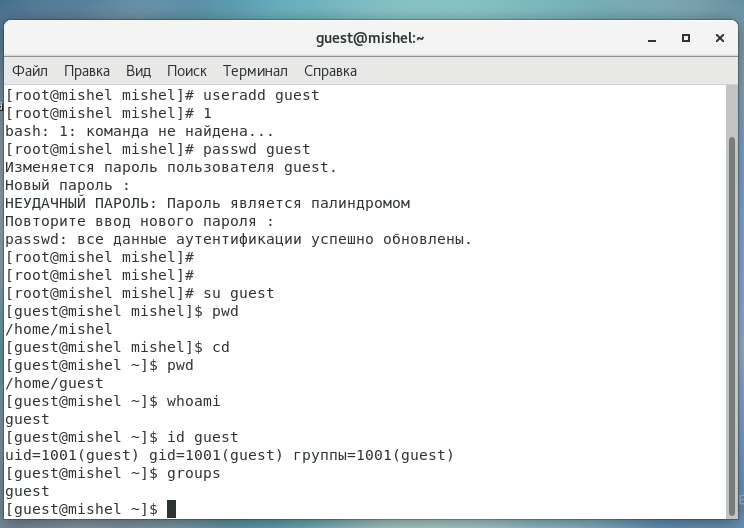 guest@mishel:~
Файл Правка Вид Поиск Терминал Справка
[root@mishel mishel]# useradd guest
[root@mishel mishel]# 1
bash: 1: команда не найдена...
[root@mishel mishel]# passwd guest
Изменяется пароль пользователя guest.
Новый пароль :
НЕУДАЧНЫЙ ПАРОЛЬ: Пароль является палиндромом
Повторите ввод нового пароля :
passwd: все данные аутентификации успешно обновлены.
[root@mishel mishel]#
[root@mishel mishel]#
[root@mishel mishel]# su guest
[guest@mishel mishel]$ pwd
/home/mishel
[guest@mishel mishel]$ cd
[guest@mishel ~]$ pwd
/home/guest
[guest@mishel ~]$ whoami
guest
[guest@mishel ~]$ id guest
uid=1001(guest) gid=1001(guest) группы=1001(guest)
[guest@mishel ~]$ groups
guest
[guest@mishel ~]$